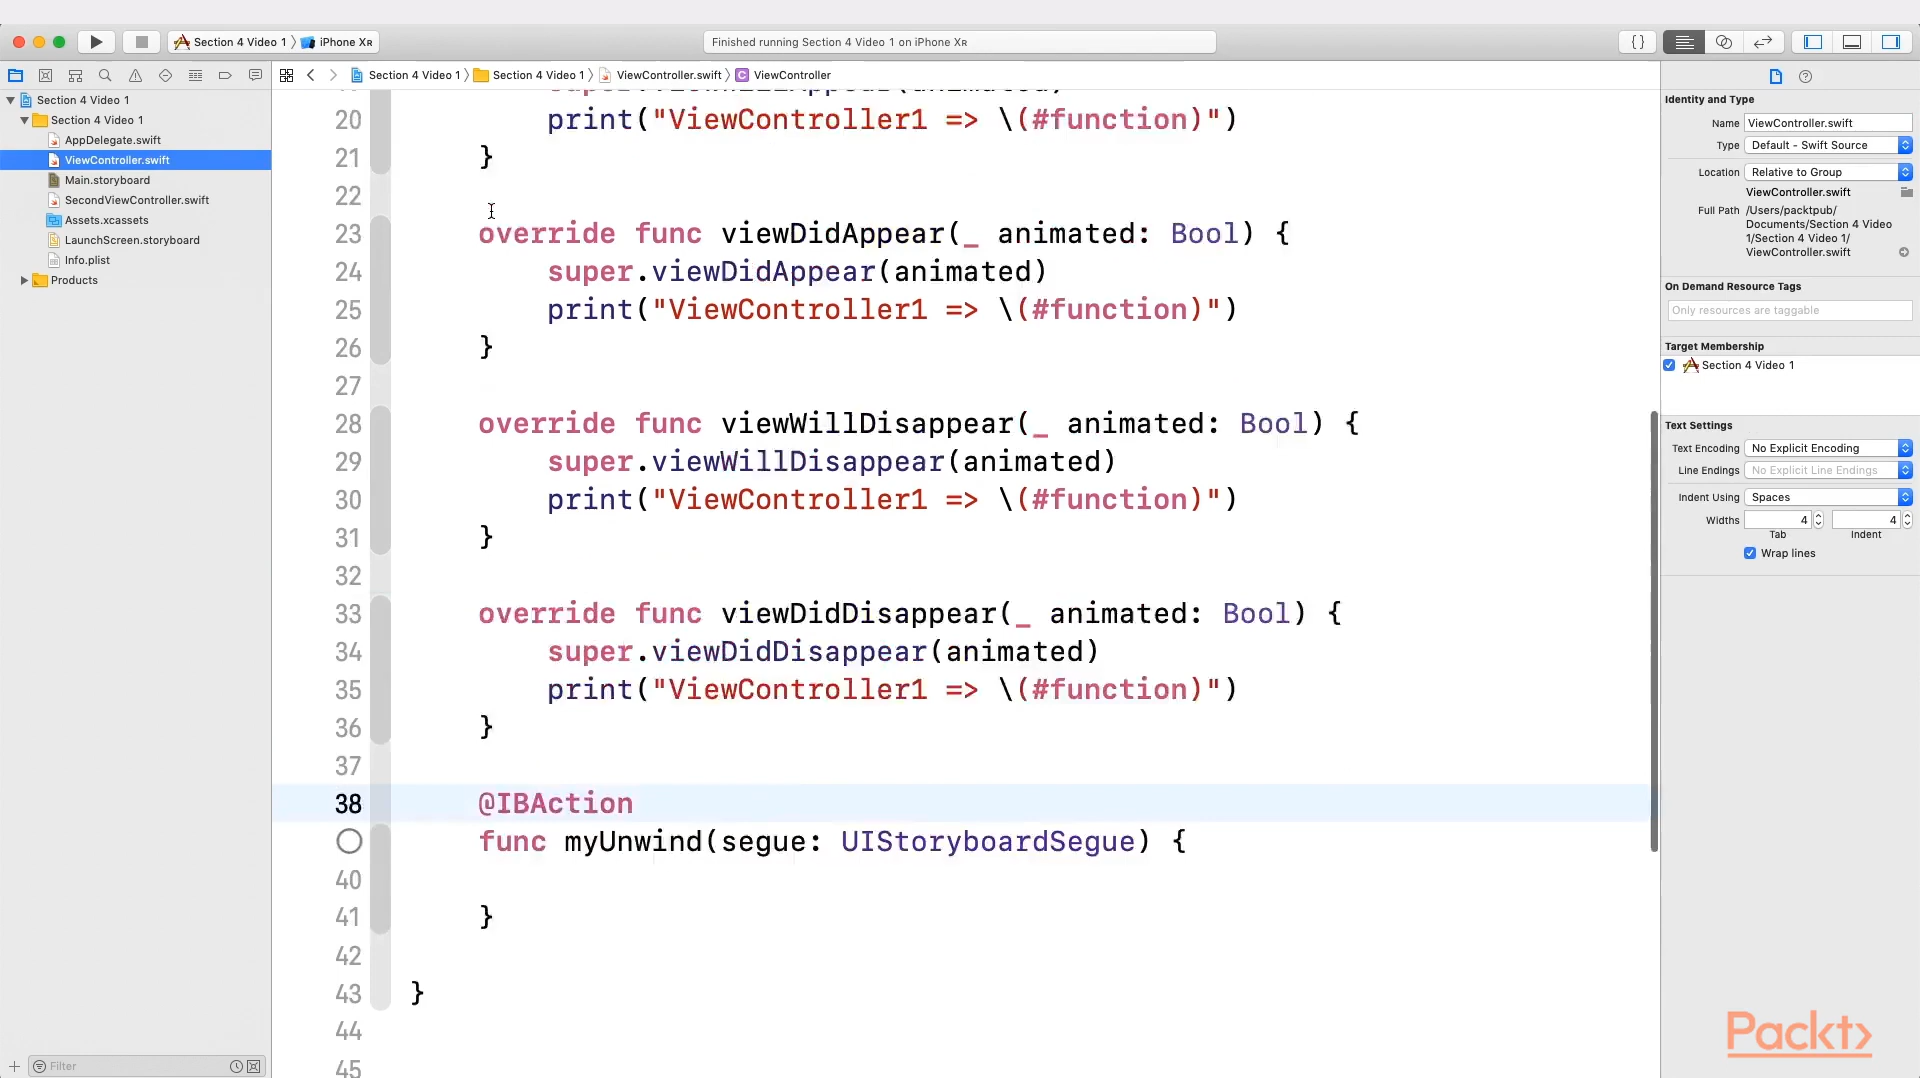 Section 4 Video 1 〉 iPhone XR
Finished running Section 4 Video 1 on iPhone XR
{ }
Section 4 Video 1 〉 Section 4 Video 1 〉 ViewController.swift 〉 C ViewController
Section 4 Video 1
Section 4 Video 1
AppDelegate.swift
ViewController.swift
Main.storyboard
SecondViewController.swift
Assets.xcassets
LaunchScreen.storyboard
Info.plist
Products
Filter
20 print("ViewController1 => \(#function)")
21 }
22
23 override func viewDidAppear(_ animated: Bool) {
24 super.viewDidAppear(animated)
25 print("ViewController1 => \(#function)")
26 }
27
28 override func viewWillDisappear(_ animated: Bool) {
29 super.viewWillDisappear(animated)
30 print("ViewController1 => \(#function)")
31 }
32
33 override func viewDidDisappear(_ animated: Bool) {
34 super.viewDidDisappear(animated)
35 print("ViewController1 => \(#function)")
36 }
37
38 @IBAction
func myUnwind(segue: UIStoryboardSegue) {
40
41 }
42
43 }
44
45
Identity and Type
Name ViewController.swift
Type Default - Swift Source
Location Relative to Group
ViewController.swift
Full Path /Users/packtpub/
Documents/Section 4 Video
1/Section 4 Video 1/
ViewController.swift
On Demand Resource Tags
Only resources are taggable
Target Membership
Section 4 Video 1
Text Settings
Text Encoding No Explicit Encoding
Line Endings No Explicit Line Endings
Indent Using Spaces
Widths 4 4
Tab Indent
Wrap lines
Packt>